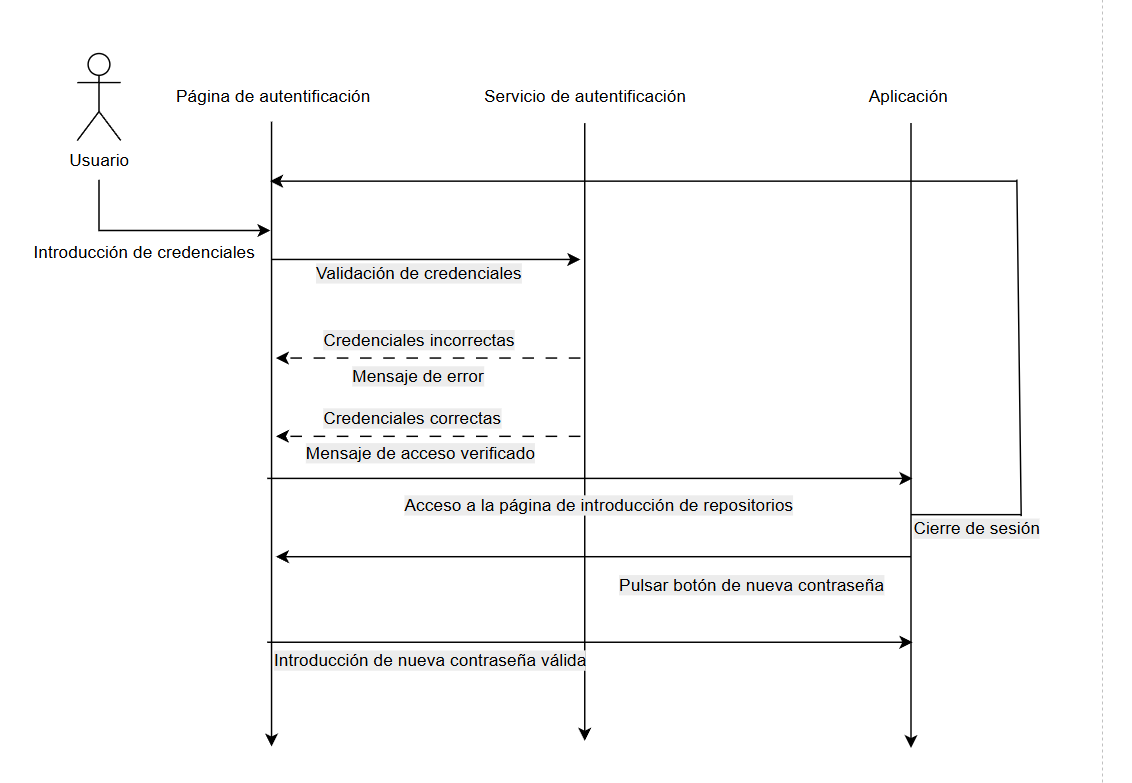 Página de autentificación
Servicio de autentificación
Aplicación
Usuario
Introducción de credenciales
Validación de credenciales
Credenciales incorrectas
Mensaje de error
Credenciales correctas
Mensaje de acceso verificado
Acceso a la página de introducción de repositorios
Cierre de sesión
Pulsar botón de nueva contraseña
Introducción de nueva contraseña válida